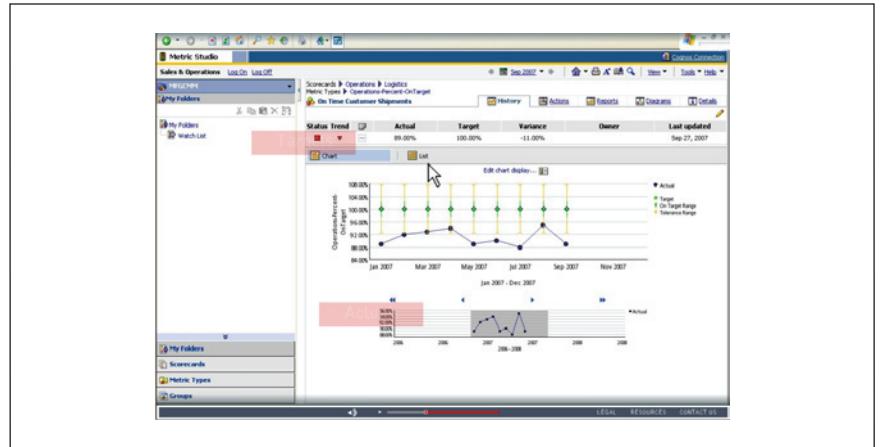 Metric Studio
Cognos Connection
Sales & Operations Log On Log Off
Sep 2007
View Tools Help
My Folders
Scorecards Operations Logistics
Metric Types Operations-Percent-OnTarget
On Time Customer Shipments
History Actions Reports Diagrams Details
My Folders
Watch List
Status Trend Actual Target Variance Owner Last updated
89.00% 100.00% -11.00% Sep 27, 2007
Chart List
Edit chart display...
108.00%
104.00%
100.00%
96.00%
92.00%
88.00%
84.00%
Operations-Percent-OnTarget
Actual
Target
On Target Range
Tolerance Range
Jan 2007 Mar 2007 May 2007 Jul 2007 Sep 2007 Nov 2007
Jan 2007 - Dec 2007
Actual
2006 2006 2007 2007 2008 2008
2006-2008
My Folders
Scorecards
Metric Types
Groups
LEGAL RESOURCES CONTACT US